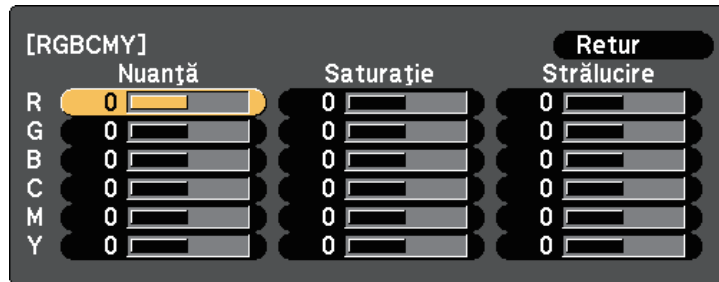 [RGBCMY] Retur
Nuanţă Saturaţie Strălucire
R 0 0 0
G 0 0 0
B 0 0 0
C 0 0 0
M 0 0 0
Y 0 0 0